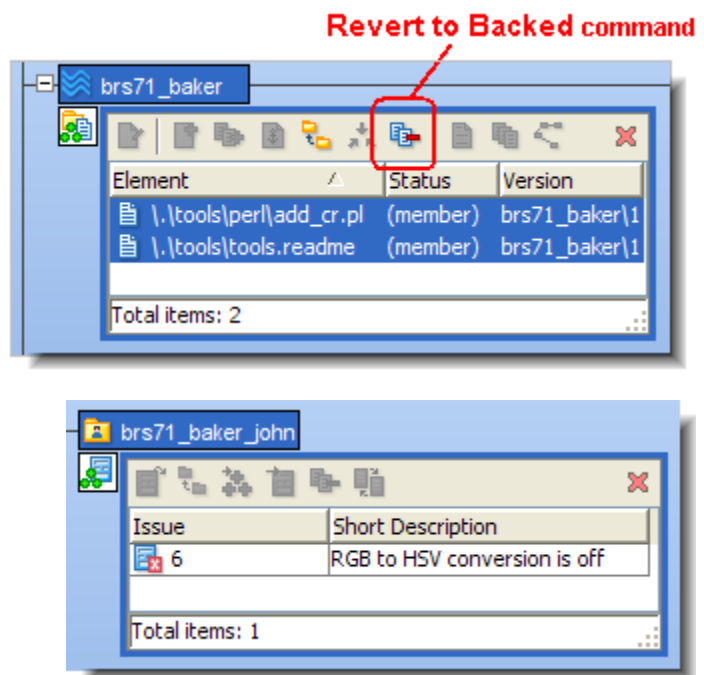 Revert to Backed command
brs71_baker
Element Status Version
\.\tools\perl\add_cr.pl (member) brs71_baker\1
\.\tools\tools.readme (member) brs71_baker\1
Total items: 2
brs71_baker_john
Issue Short Description
6 RGB to HSV conversion is off
Total items: 1